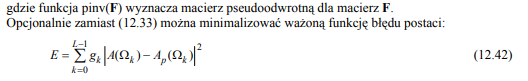 gdzie funkcja pinv(F) wyznacza macierz pseudoodwrotną dla macierz F.
Opcjonalnie zamiast (12.33) można minimalizować ważoną funkcję błędu postaci:
E = \sum_{k=0}^{L-1} g_k |A(Ω_k) − A_p(Ω_k)|^2 (12.42)